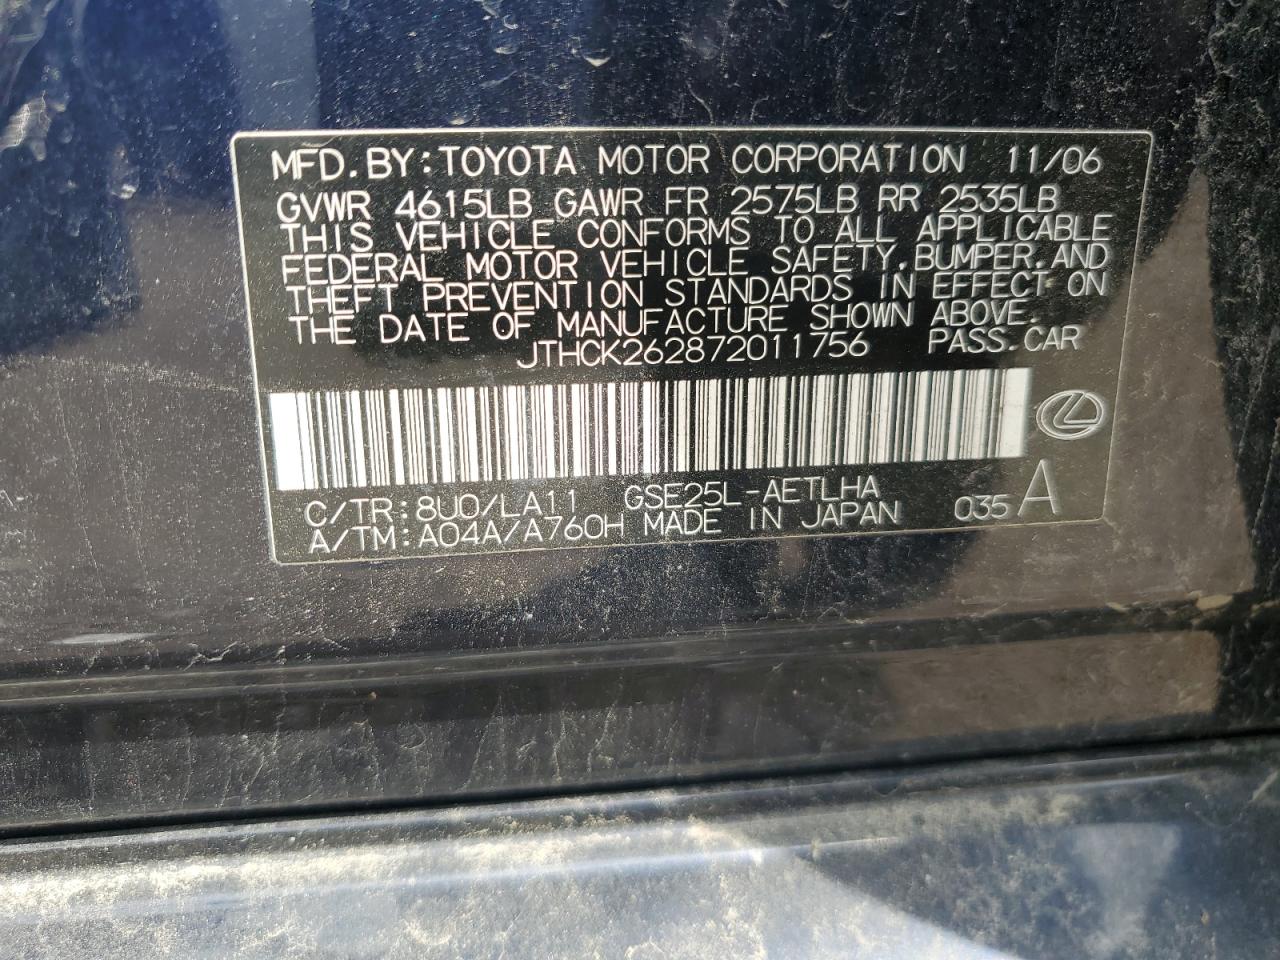 MFD.BY:TOYOTA MOTOR CORPORATION 11/06
GVWR 4615LB GAWR FR 2575LB RR 2535LB
THIS VEHICLE CONFORMS TO ALL APPLICABLE
FEDERAL MOTOR VEHICLE SAFETY,BUMPER,AND
THEFT PREVENTION STANDARDS IN EFFECT ON
THE DATE OF MANUFACTURE SHOWN ABOVE.
JTHCK262872011756 PASS.CAR
C/TR:8U0/LA11 GSE25L-AETLHA
A/TM:A04A/A760H MADE IN JAPAN 035 A